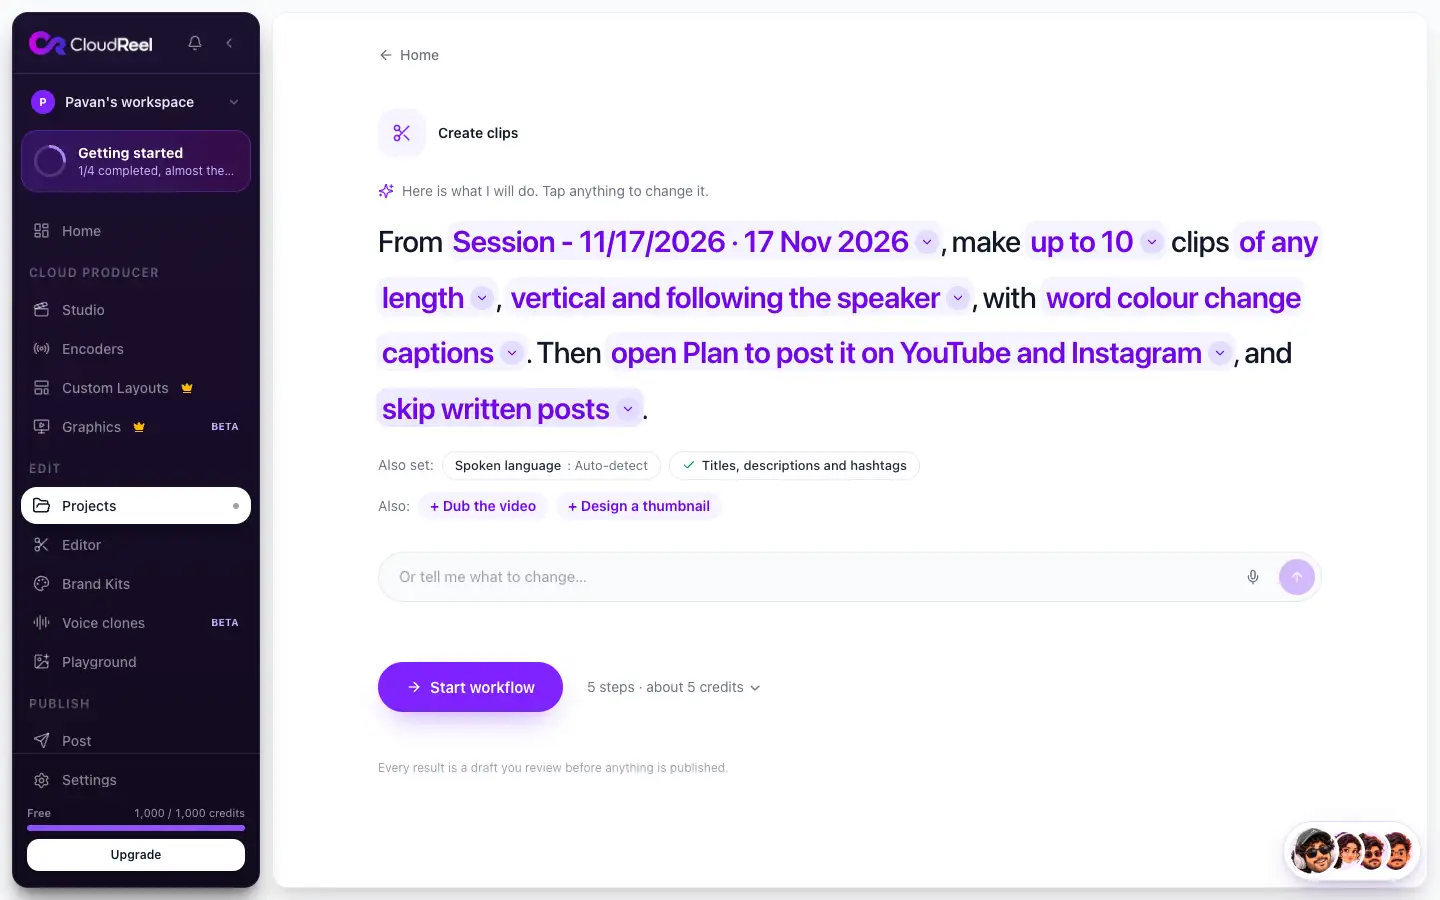 CloudReel
P Pavan's workspace
Getting started
1/4 completed, almost the...
Home
CLOUD PRODUCER
Studio
Encoders
Custom Layouts
Graphics BETA
EDIT
Projects
Editor
Brand Kits
Voice clones BETA
Playground
PUBLISH
Post
Settings
Free 1,000 / 1,000 credits
Upgrade
Home
Create clips
Here is what I will do. Tap anything to change it.
From Session - 11/17/2026 · 17 Nov 2026 , make up to 10 clips of any
length , vertical and following the speaker , with word colour change
captions . Then open Plan to post it on YouTube and Instagram , and
skip written posts .
Also set: Spoken language : Auto-detect Titles, descriptions and hashtags
Also: + Dub the video + Design a thumbnail
Or tell me what to change...
Start workflow 5 steps · about 5 credits
Every result is a draft you review before anything is published.